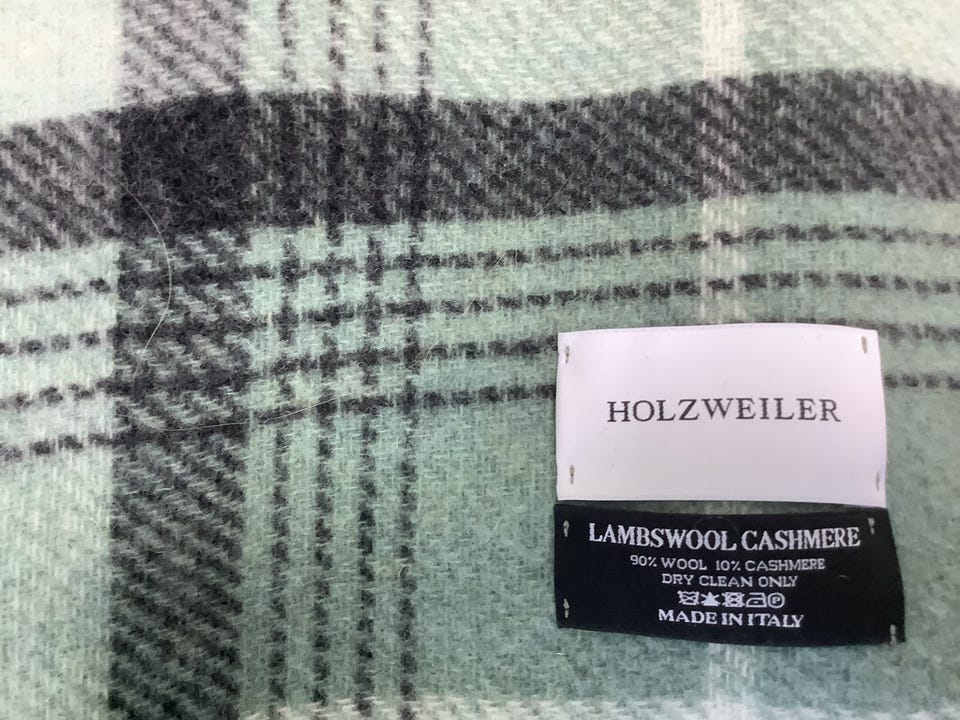 HOLZWEILER
LAMBSWOOL CASHMERE
90% WOOL 10% CASHMERE
DRY CLEAN ONLY
P
MADE IN ITALY